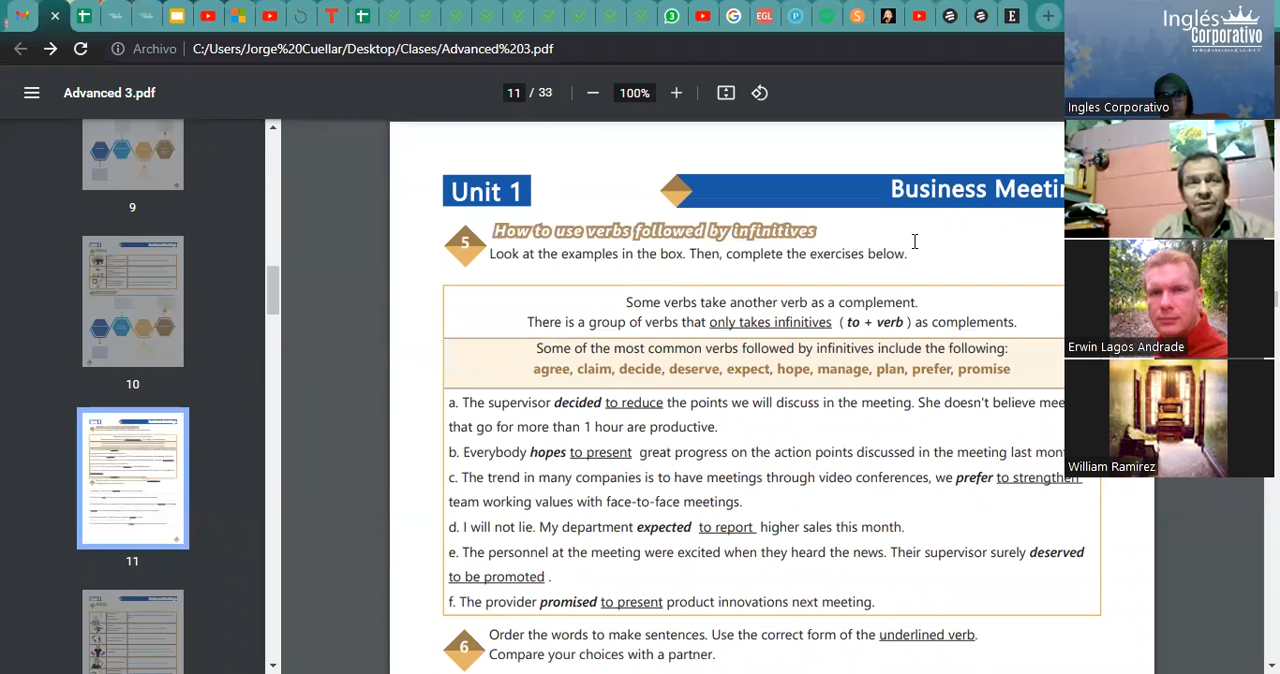 3
EGL
P
S
E
Archivo
C:/Users/Jorge%20Cuellar/Desktop/Clases/Advanced%203.pdf
Inglés
Corporativo
Advanced 3.pdf
11 / 33
100%
Ingles Corporativo
9
10
11
Unit 1
Business Meetin
5
How to use verbs followed by infinitives
Look at the examples in the box. Then, complete the exercises below.
Some verbs take another verb as a complement.
There is a group of verbs that only takes infinitives ( to + verb ) as complements.
Some of the most common verbs followed by infinitives include the following:
agree, claim, decide, deserve, expect, hope, manage, plan, prefer, promise
a. The supervisor decided to reduce the points we will discuss in the meeting. She doesn't believe mee
that go for more than 1 hour are productive.
b. Everybody hopes to present great progress on the action points discussed in the meeting last mon
c. The trend in many companies is to have meetings through video conferences, we prefer to strengthen
team working values with face-to-face meetings.
d. I will not lie. My department expected to report higher sales this month.
e. The personnel at the meeting were excited when they heard the news. Their supervisor surely deserved
to be promoted .
f. The provider promised to present product innovations next meeting.
6
Order the words to make sentences. Use the correct form of the underlined verb.
Compare your choices with a partner.
Erwin Lagos Andrade
William Ramirez